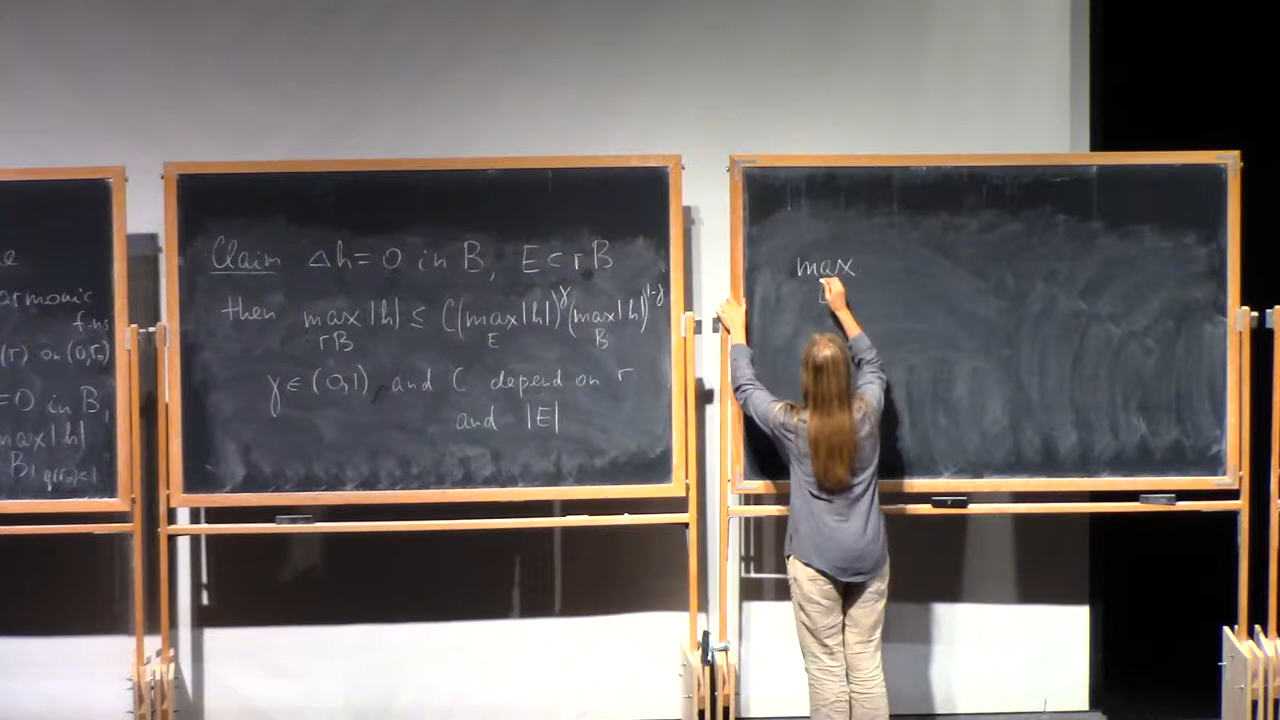 armonic
f-ns
(r) on (0,r₀)
=0 in B₁
max|h|
B₁
Claim Δh=0 in B, E⊂rB
then max|h| ≤ C(max|h|)^γ (max|h|)^1-γ
rB E B
γ∈(0,1), and C depend on r
and |E|
max